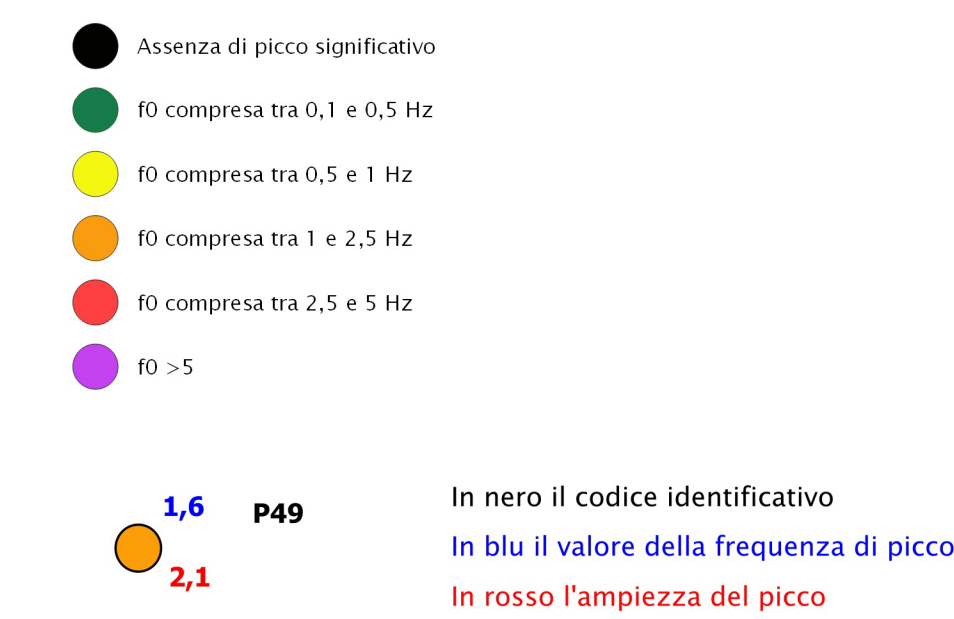 Assenza di picco significativo
f0 compresa tra 0,1 e 0,5 Hz
f0 compresa tra 0,5 e 1 Hz
f0 compresa tra 1 e 2,5 Hz
f0 compresa tra 2,5 e 5 Hz
f0 >5
1,6
P49
2,1
In nero il codice identificativo
In blu il valore della frequenza di picco
In rosso l'ampiezza del picco